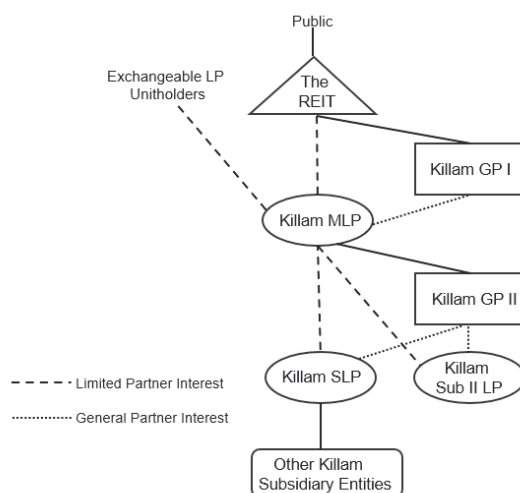 Public
Exchangeable LP
Unitholders
The
REIT
Killam GP I
Killam MLP
Killam GP II
Killam SLP
Killam
Sub II LP
Limited Partner Interest
General Partner Interest
Other Killam
Subsidiary Entities